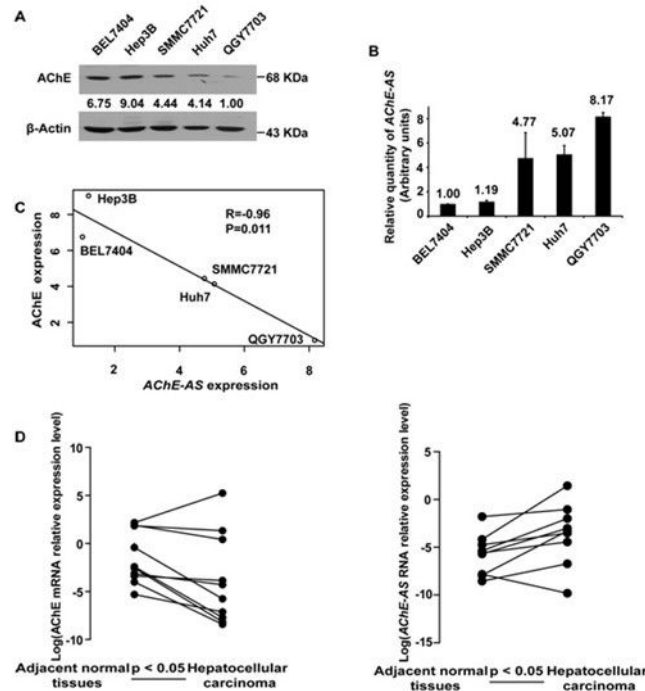 A
BEL7404
Hep3B
SMMC7721
Huh7
QGY7703
AChE
68 KDa
6.75 9.04 4.44 4.14 1.00
β-Actin
43 KDa
B
Relative quantity of AChE-AS
(Arbitrary units)
8
6
4
2
0
1.00
1.19
4.77
5.07
8.17
BEL7404
Hep3B
SMMC7721
Huh7
QGY7703
C
AChE expression
8
6
4
2
Hep3B
BEL7404
R=-0.96
P=0.011
SMMC7721
Huh7
QGY7703
2 4 6 8
AChE-AS expression
D
Log(AChE mRNA relative expression level)
10
5
0
-5
-10
Adjacent normal p < 0.05 Hepatocellular
tissues carcinoma
Log(AChE-AS RNA relative expression level)
5
0
-5
-10
-15
Adjacent normal p < 0.05 Hepatocellular
tissues carcinoma